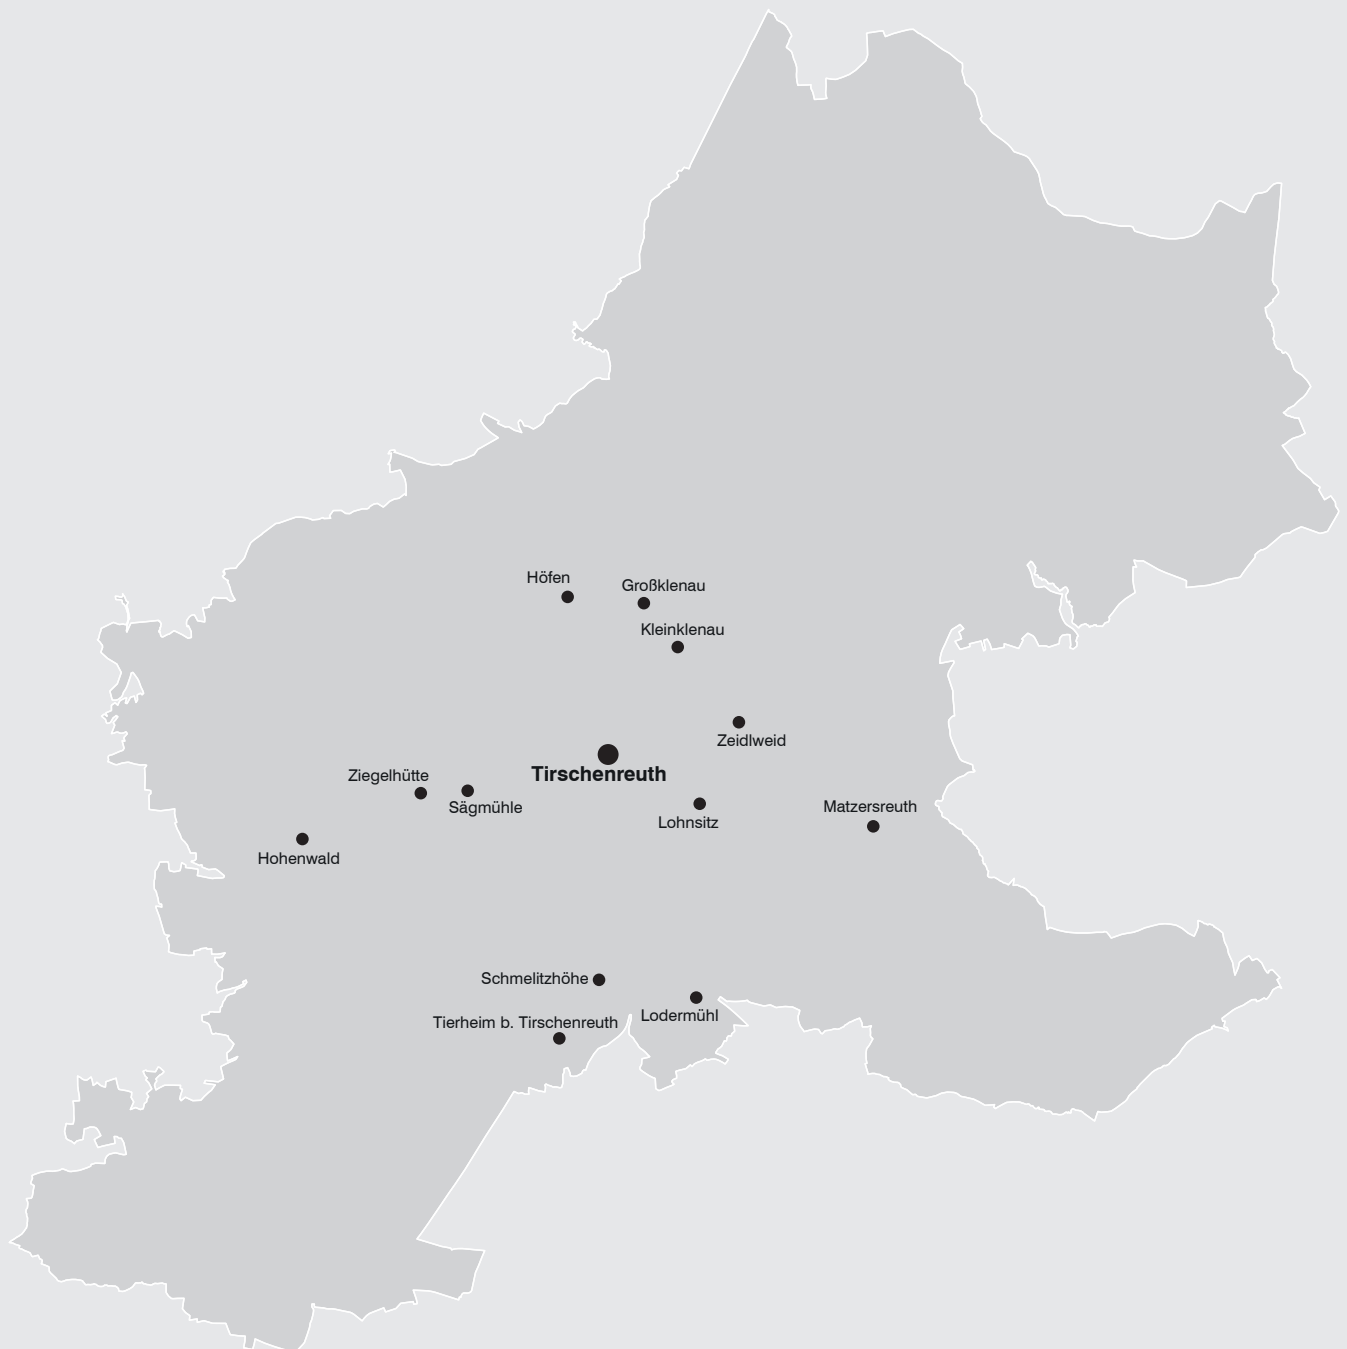 Höfen
Großklenau
Kleinklenau
Zeidlweid
Tirschenreuth
Ziegelhütte
Sägmühle
Matzersreuth
Lohnsitz
Hohenwald
Schmelitzhöhe
Lodermühl
Tierheim b. Tirschenreuth